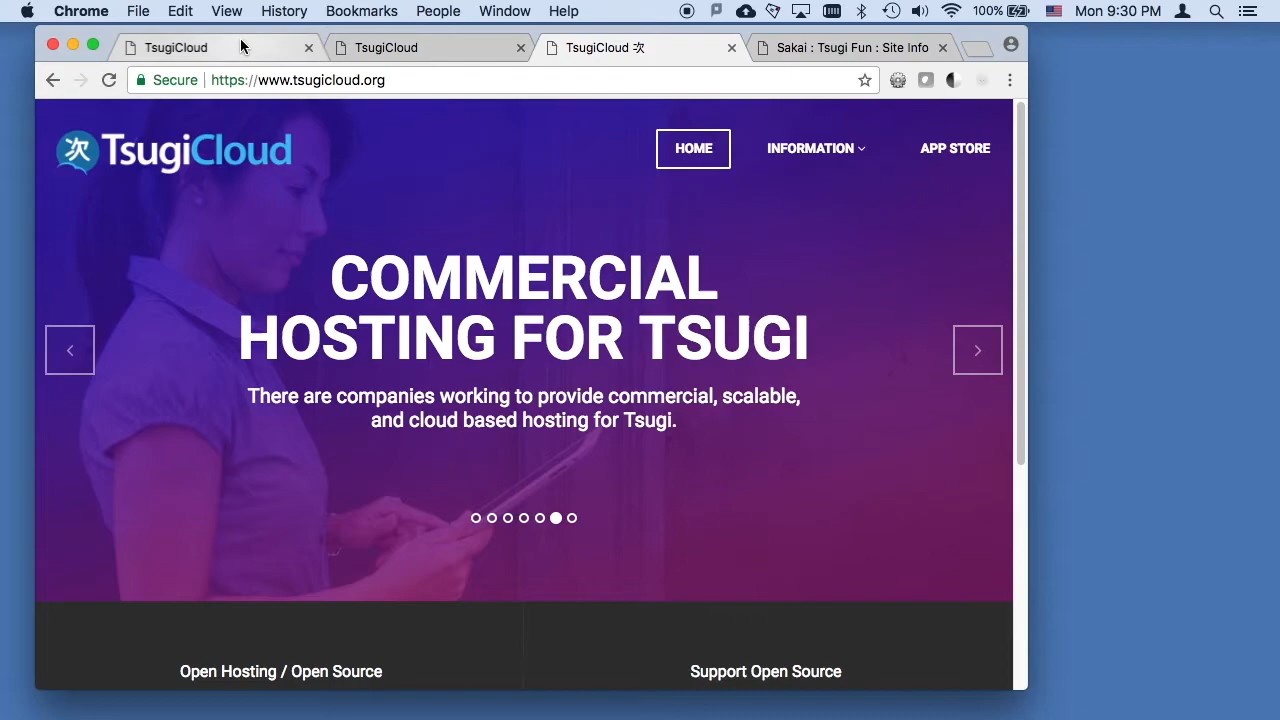 Chrome File Edit View History Bookmarks People Window Help 100% Mon 9:30 PM
TsugiCloud TsugiCloud TsugiCloud 次 Sakai : Tsugi Fun : Site Info
Secure https://www.tsugicloud.org
次 TsugiCloud HOME INFORMATION APP STORE
COMMERCIAL
HOSTING FOR TSUGI
There are companies working to provide commercial, scalable,
and cloud based hosting for Tsugi.
Open Hosting / Open Source Support Open Source